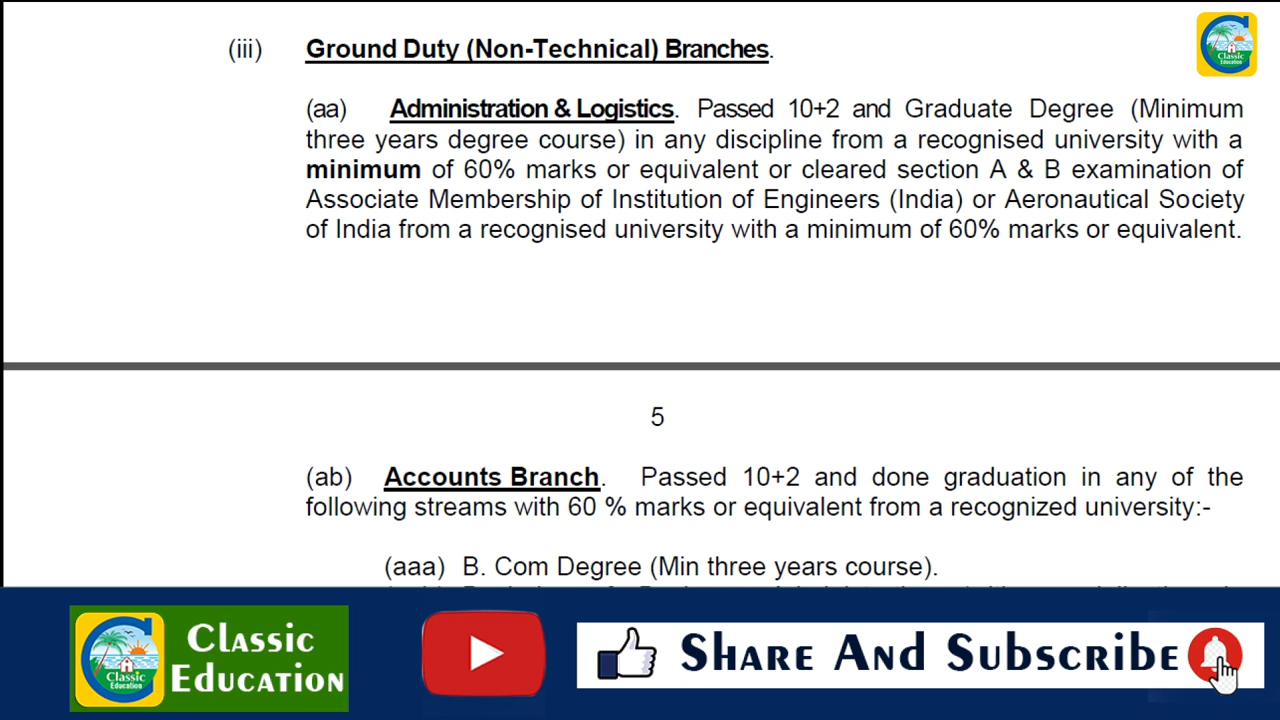 (iii) Ground Duty (Non-Technical) Branches.
Classic
Education
(aa) Administration & Logistics. Passed 10+2 and Graduate Degree (Minimum
three years degree course) in any discipline from a recognised university with a
minimum of 60% marks or equivalent or cleared section A & B examination of
Associate Membership of Institution of Engineers (India) or Aeronautical Society
of India from a recognised university with a minimum of 60% marks or equivalent.
5
(ab) Accounts Branch. Passed 10+2 and done graduation in any of the
following streams with 60 % marks or equivalent from a recognized university:-
(aaa) B. Com Degree (Min three years course).
Classic
Education
Classic
Education
Share And Subscribe